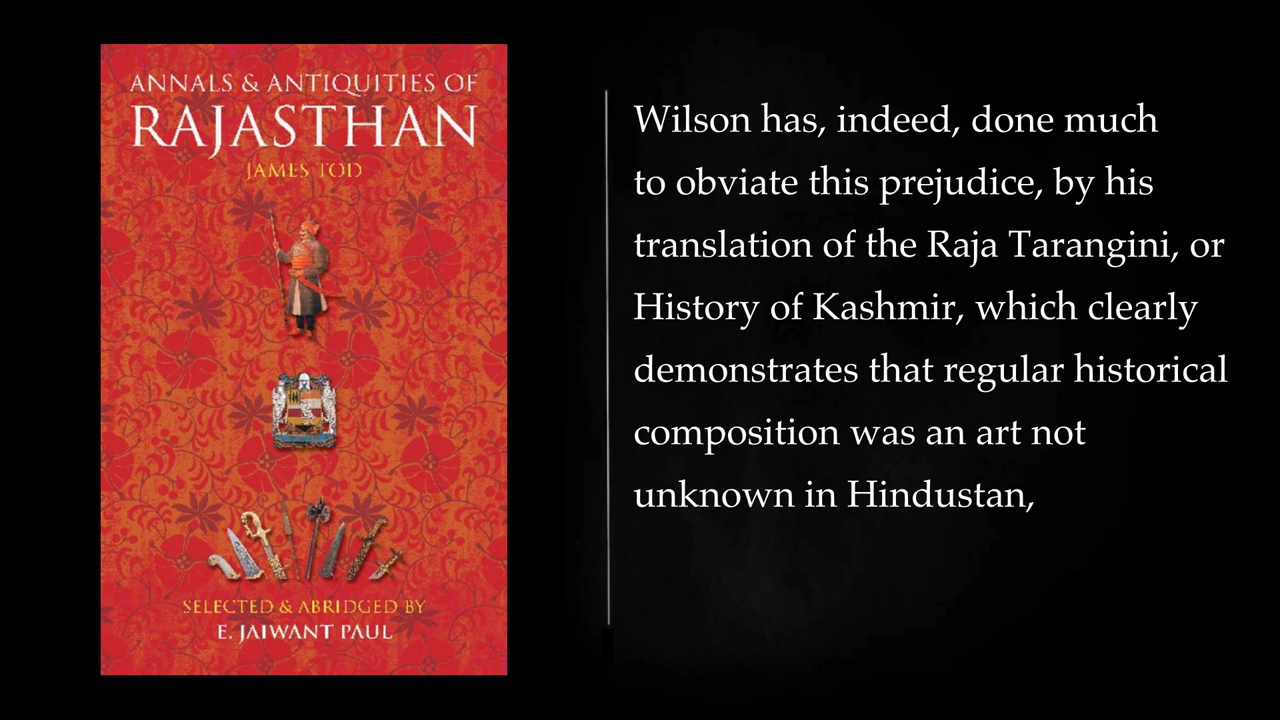 ANNALS & ANTIQUITIES OF
RAJASTHAN
JAMES TOD
SELECTED & ABRIDGED BY
E. JAIWANT PAUL
Wilson has, indeed, done much
to obviate this prejudice, by his
translation of the Raja Tarangini, or
History of Kashmir, which clearly
demonstrates that regular historical
composition was an art not
unknown in Hindustan,